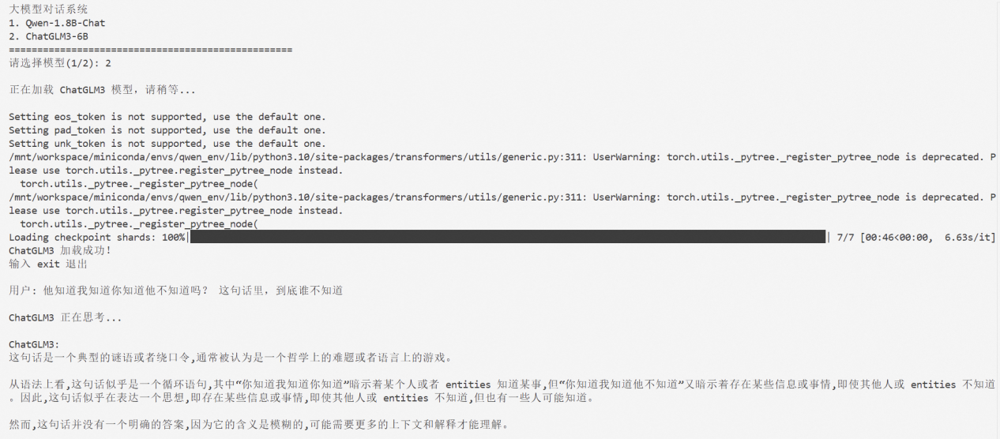 大模型对话系统
1. Qwen-1.8B-Chat
2. ChatGLM3-6B
==================================================
请选择模型(1/2): 2
正在加载 ChatGLM3 模型，请稍等...
Setting eos_token is not supported, use the default one.
Setting pad_token is not supported, use the default one.
Setting unk_token is not supported, use the default one.
/mnt/workspace/miniconda/envs/qwen_env/lib/python3.10/site-packages/transformers/utils/generic.py:311: UserWarning: torch.utils._pytree._register_pytree_node is deprecated. P
lease use torch.utils._pytree.register_pytree_node instead.
  torch.utils._pytree._register_pytree_node(
/mnt/workspace/miniconda/envs/qwen_env/lib/python3.10/site-packages/transformers/utils/generic.py:311: UserWarning: torch.utils._pytree._register_pytree_node is deprecated. P
lease use torch.utils._pytree.register_pytree_node instead.
  torch.utils._pytree._register_pytree_node(
Loading checkpoint shards: 100%|| 7/7 [00:46<00:00,  6.63s/it]
ChatGLM3 加载成功！
输入 exit 退出
用户: 他知道我知道你知道他不知道吗？ 这句话里，到底谁不知道
ChatGLM3 正在思考...
ChatGLM3:
这句话是一个典型的谜语或者绕口令,通常被认为是一个哲学上的难题或者语言上的游戏。
从语法上看,这句话似乎是一个循环语句,其中“你知道我知道你知道”暗示着某个人或者 entities 知道某事,但“你知道我知道他不知道”又暗示着存在某些信息或事情,即使其他人或 entities 不知道
。因此,这句话似乎在表达一个思想,即存在某些信息或事情,即使其他人或 entities 不知道,但也有一些人可能知道。
然而,这句话并没有一个明确的答案,因为它的含义是模糊的,可能需要更多的上下文和解释才能理解。